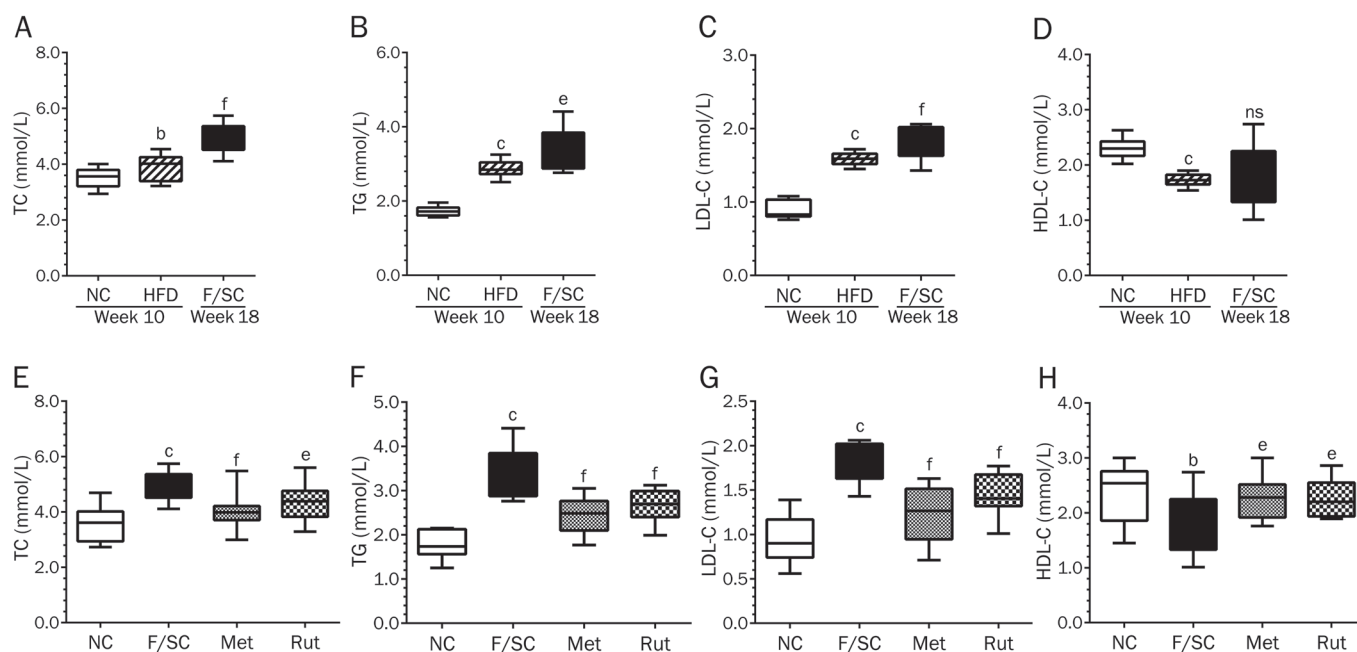 A
TC (mmol/L)
8.0
6.0
4.0
2.0
0.0
b
f
NC HFD F/SC
Week 10 Week 18
B
TG (mmol/L)
6.0
4.0
2.0
0.0
c
e
NC HFD F/SC
Week 10 Week 18
C
LDL-C (mmol/L)
3.0
2.0
1.0
0.0
c
f
NC HFD F/SC
Week 10 Week 18
D
HDL-C (mmol/L)
4.0
3.0
2.0
1.0
0.0
c
ns
NC HFD F/SC
Week 10 Week 18
E
TC (mmol/L)
8.0
6.0
4.0
2.0
0.0
c
f
e
NC F/SC Met Rut
F
TG (mmol/L)
5.0
4.0
3.0
2.0
1.0
0.0
c
f
f
NC F/SC Met Rut
G
LDL-C (mmol/L)
2.5
2.0
1.5
1.0
0.5
0.0
c
f
f
NC F/SC Met Rut
H
HDL-C (mmol/L)
4.0
3.0
2.0
1.0
0.0
b
e
e
NC F/SC Met Rut